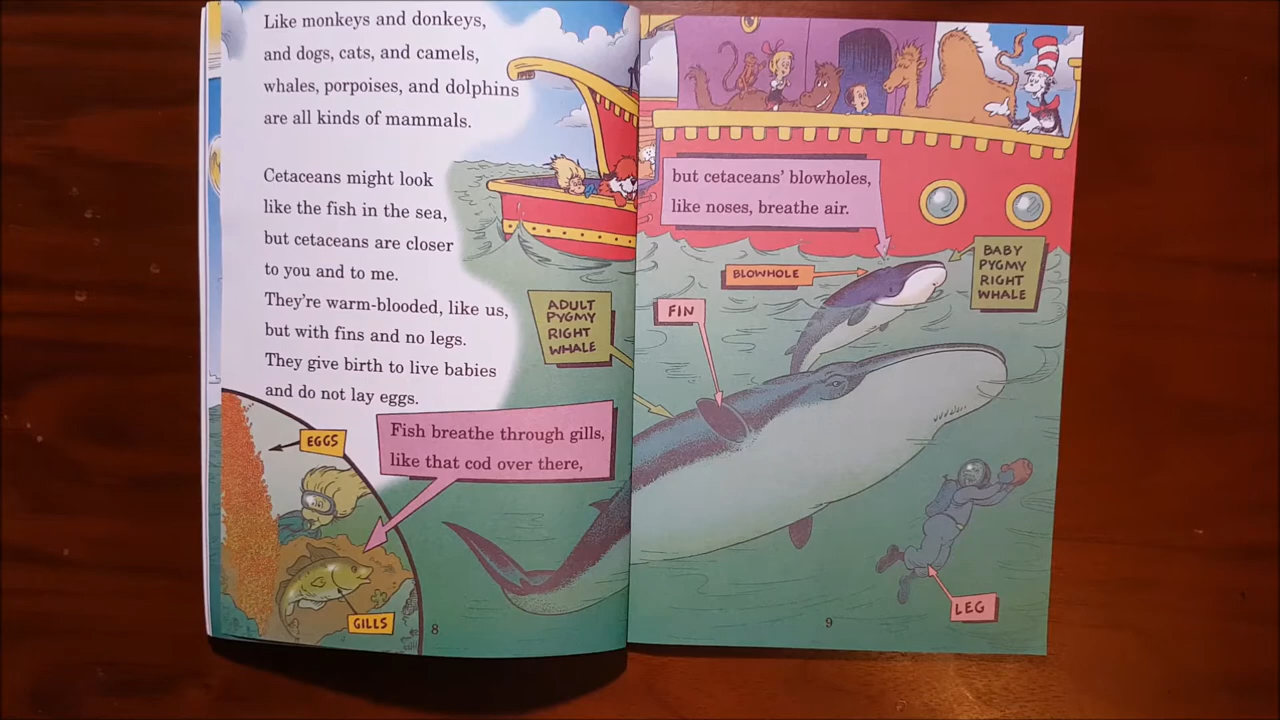 Like monkeys and donkeys,
and dogs, cats, and camels,
whales, porpoises, and dolphins
are all kinds of mammals.
Cetaceans might look
like the fish in the sea,
but cetaceans are closer
to you and to me.
They're warm-blooded, like us,
but with fins and no legs.
They give birth to live babies
and do not lay eggs.
ADULT
PYGMY
RIGHT
WHALE
EGGS
Fish breathe through gills,
like that cod over there,
GILLS
8
but cetaceans' blowholes,
like noses, breathe air.
BLOWHOLE
BABY
PYGMY
RIGHT
WHALE
FIN
LEG
9